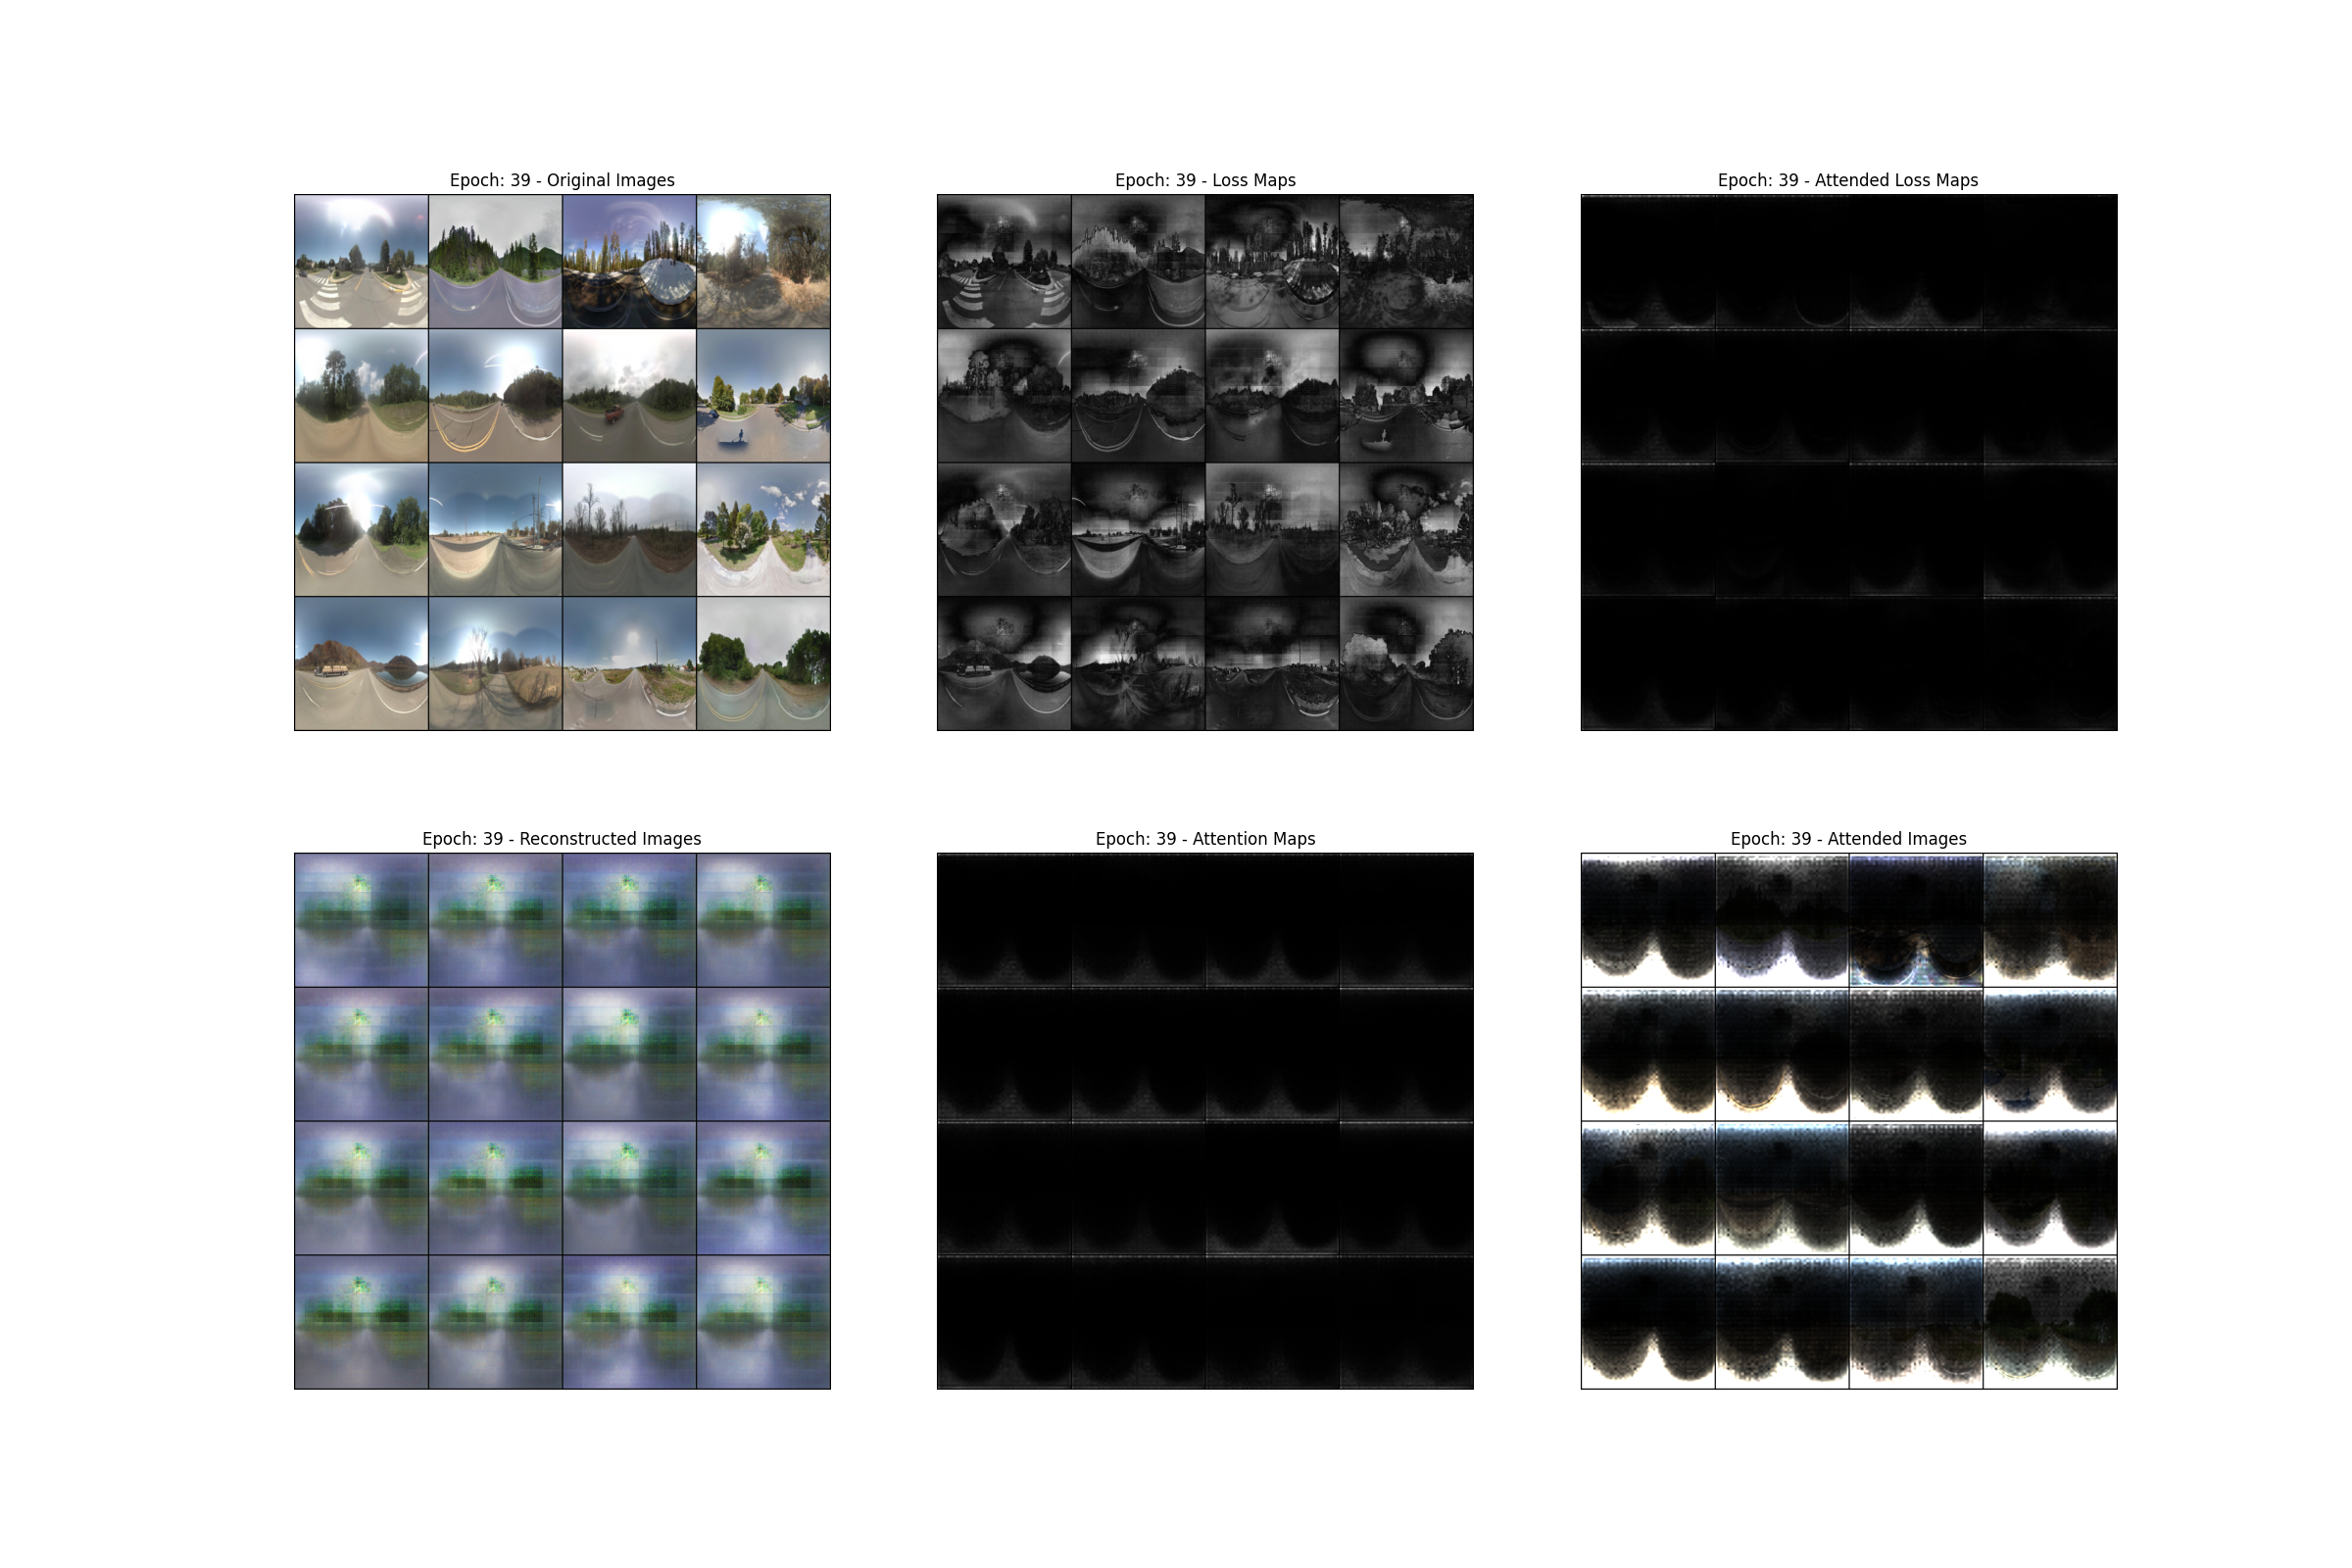 Epoch: 39 - Original Images
Epoch: 39 - Loss Maps
Epoch: 39 - Attended Loss Maps
Epoch: 39 - Reconstructed Images
Epoch: 39 - Attention Maps
Epoch: 39 - Attended Images